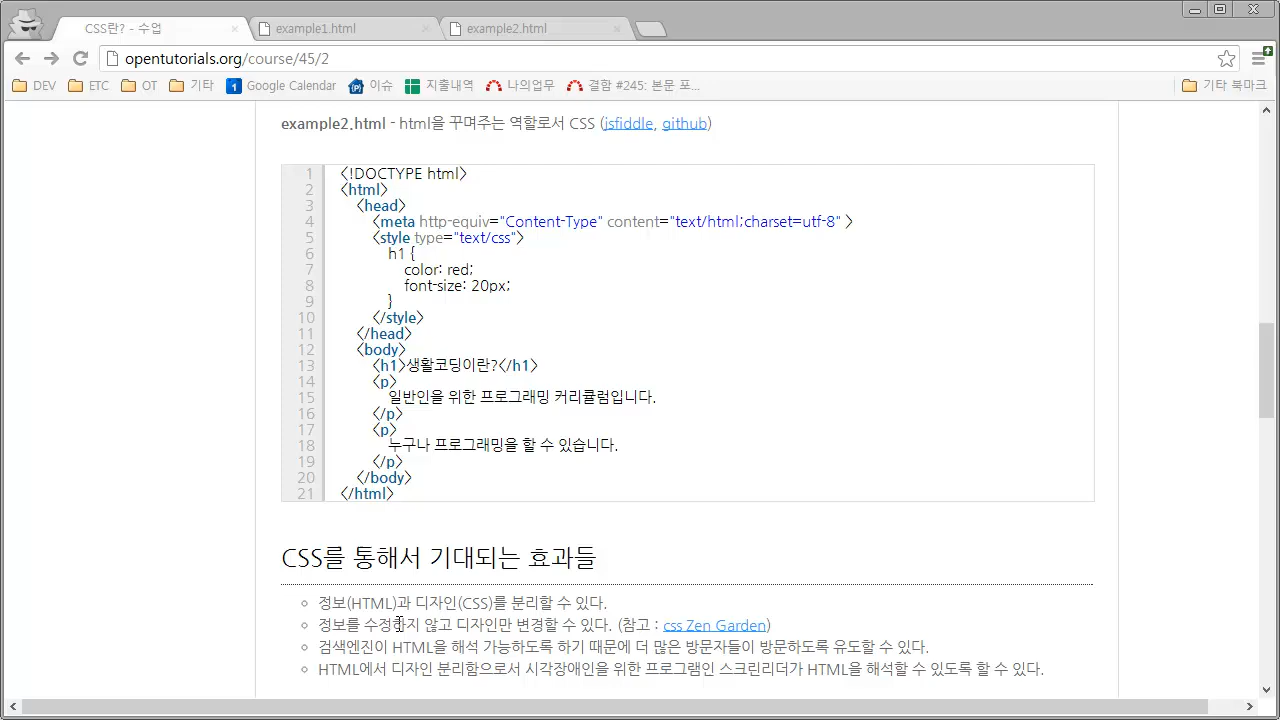 CSS란? - 수업
example1.html
example2.html
opentutorials.org/course/45/2
DEV ETC OT 기타 1 Google Calendar 이슈 지출내역 나의업무 결함 #245: 본문 포... 기타 북마크
example2.html - html을 꾸며주는 역할로서 CSS (jsfiddle, github)
1 <!DOCTYPE html>
2 <html>
3 <head>
4 <meta http-equiv="Content-Type" content="text/html;charset=utf-8" >
5 <style type="text/css">
6 h1 {
7 color: red;
8 font-size: 20px;
9 }
10 </style>
11 </head>
12 <body>
13 <h1>생활코딩이란?</h1>
14 <p>
15 일반인을 위한 프로그래밍 커리큘럼입니다.
16 </p>
17 <p>
18 누구나 프로그래밍을 할 수 있습니다.
19 </p>
20 </body>
21 </html>
CSS를 통해서 기대되는 효과들
정보(HTML)과 디자인(CSS)를 분리할 수 있다.
정보를 수정하지 않고 디자인만 변경할 수 있다. (참고 : css Zen Garden)
검색엔진이 HTML을 해석 가능하도록 하기 때문에 더 많은 방문자들이 방문하도록 유도할 수 있다.
HTML에서 디자인 분리함으로서 시각장애인을 위한 프로그램인 스크린리더가 HTML을 해석할 수 있도록 할 수 있다.